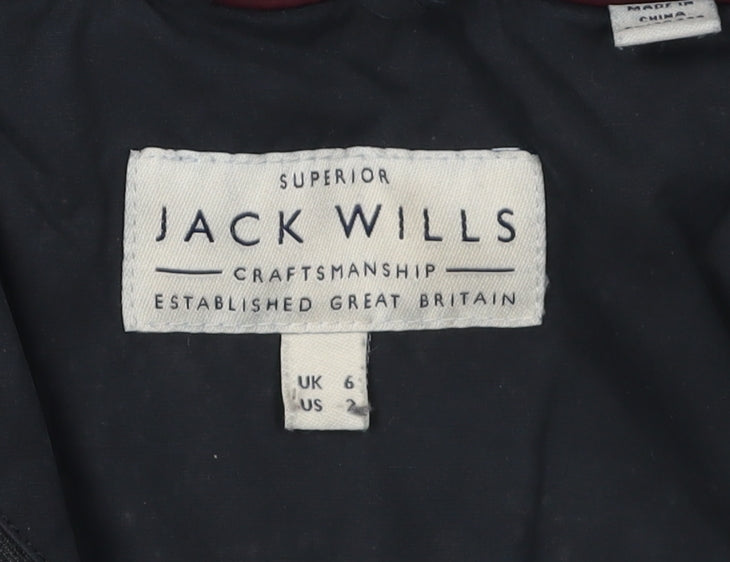 MADE IN
CHINA
SUPERIOR
JACK WILLS
CRAFTSMANSHIP
ESTABLISHED GREAT BRITAIN
UK 6
US 2